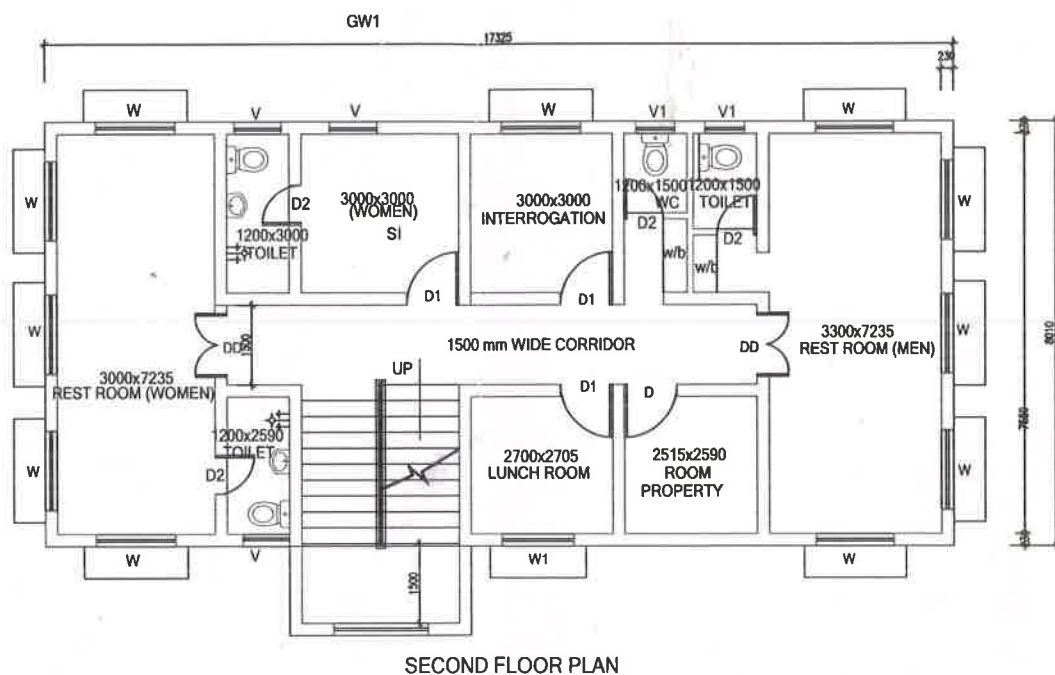 GW1
17325
230
W
V
V
W
V1
V1
W
W
W
3000x3000
(WOMEN)
SI
D2
1200x3000
TOILET
3000x3000
INTERROGATION
1200x1500
WC
D2
w/b
1200x1500
TOILET
D2
w/b
D1
D1
W
W
DD
1500
1500 mm WIDE CORRIDOR
DD
3300x7235
REST ROOM (MEN)
8010
7550
3000x7235
REST ROOM (WOMEN)
UP
D1
D
1200x2590
TOILET
D2
2700x2705
LUNCH ROOM
2515x2590
ROOM
PROPERTY
W
W
W
V
W1
W
1500
SECOND FLOOR PLAN